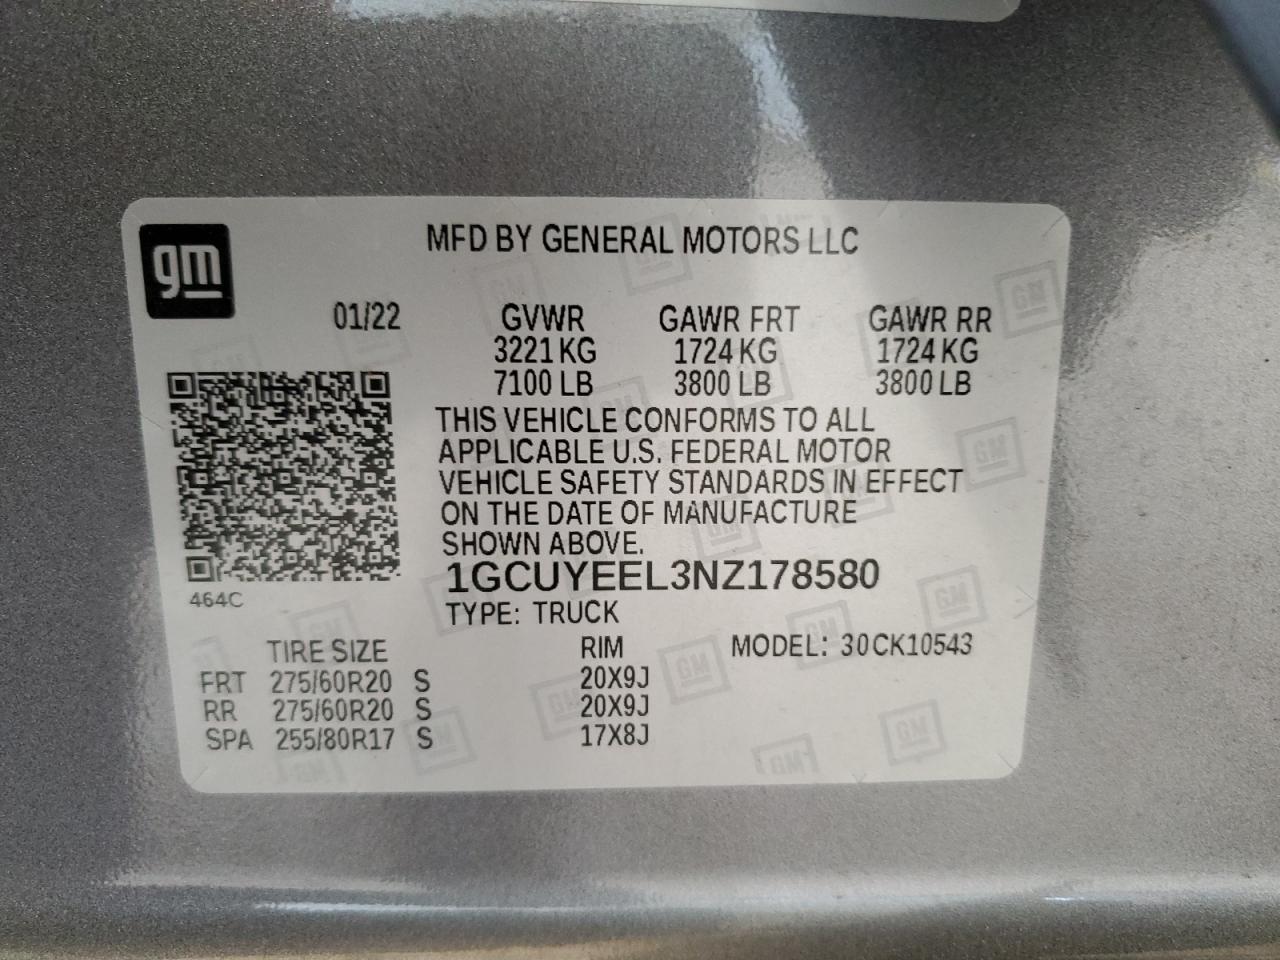 gm
MFD BY GENERAL MOTORS LLC
01/22 GVWR GAWR FRT GAWR RR
3221 KG 1724 KG 1724 KG
7100 LB 3800 LB 3800 LB
THIS VEHICLE CONFORMS TO ALL
APPLICABLE U.S. FEDERAL MOTOR
VEHICLE SAFETY STANDARDS IN EFFECT
ON THE DATE OF MANUFACTURE
SHOWN ABOVE.
1GCUYEEL3NZ178580
464C
TYPE: TRUCK
TIRE SIZE RIM MODEL: 30CK10543
FRT 275/60R20 S 20X9J
RR 275/60R20 S 20X9J
SPA 255/80R17 S 17X8J